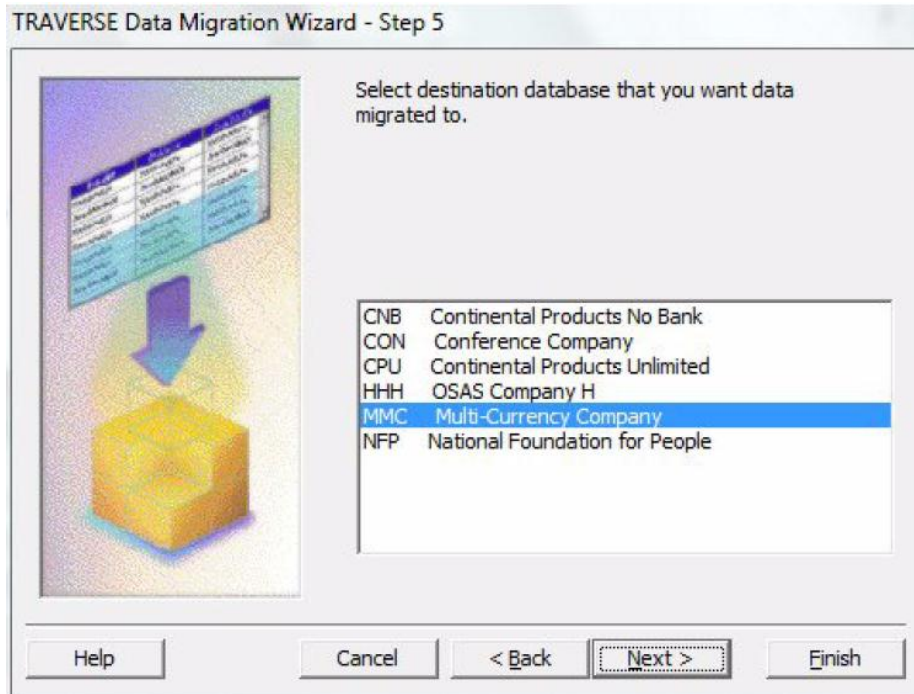 TRAVERSE Data Migration Wizard - Step 5
Select destination database that you want data
migrated to.
CNB Continental Products No Bank
CON Conference Company
CPU Continental Products Unlimited
HHH OSAS Company H
MMC Multi-Currency Company
NFP National Foundation for People
Help Cancel < Back Next > Finish